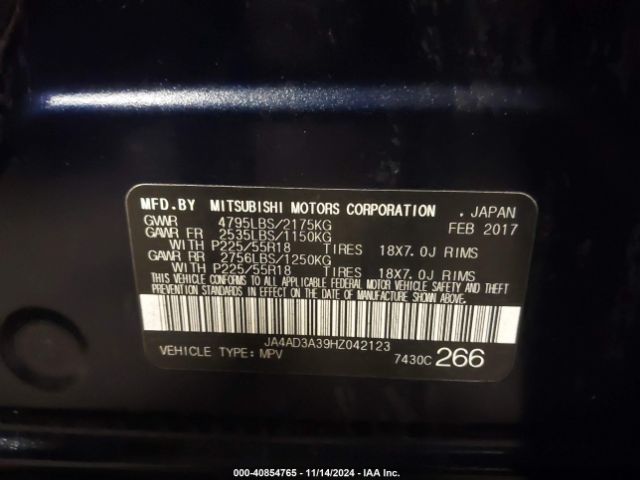 MFD.BY MITSUBISHI MOTORS CORPORATION . JAPAN
GWWR 4795LBS/2175KG FEB 2017
GAWR FR 2535LBS/1150KG
WITH P225/55R18 TIRES 18X7.0J RIMS
GAWR RR 2756LBS/1250KG
WITH P225/55R18 TIRES 18X7.0J RIMS
THIS VEHICLE CONFORMS TO ALL APPLICABLE FEDERAL MOTOR VEHICLE SAFETY AND THEFT
PREVENTION STANDARDS IN EFFECT ON THE DATE OF MANUFACTURE SHOWN ABOVE.
JA4AD3A39HZ042123
VEHICLE TYPE: MPV 7430C 266
000-40854765 - 11/14/2024 - IAA Inc.